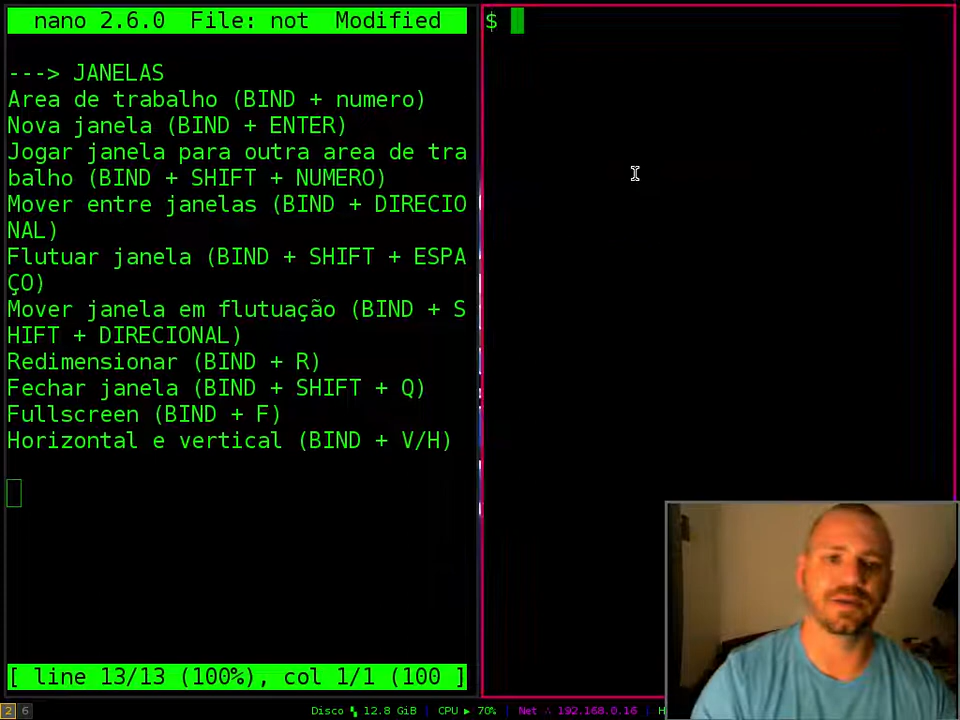 nano 2.6.0  File: not  Modified
---> JANELAS
Area de trabalho (BIND + numero)
Nova janela (BIND + ENTER)
Jogar janela para outra area de tra
balho (BIND + SHIFT + NUMERO)
Mover entre janelas (BIND + DIRECIO
NAL)
Flutuar janela (BIND + SHIFT + ESPA
ÇO)
Mover janela em flutuação (BIND + S
HIFT + DIRECIONAL)
Redimensionar (BIND + R)
Fechar janela (BIND + SHIFT + Q)
Fullscreen (BIND + F)
Horizontal e vertical (BIND + V/H)
[ line 13/13 (100%), col 1/1 (100 ]
$
2 6 Disco 12.8 GiB | CPU ▶ 70% | Net ∴ 192.168.0.16 | H